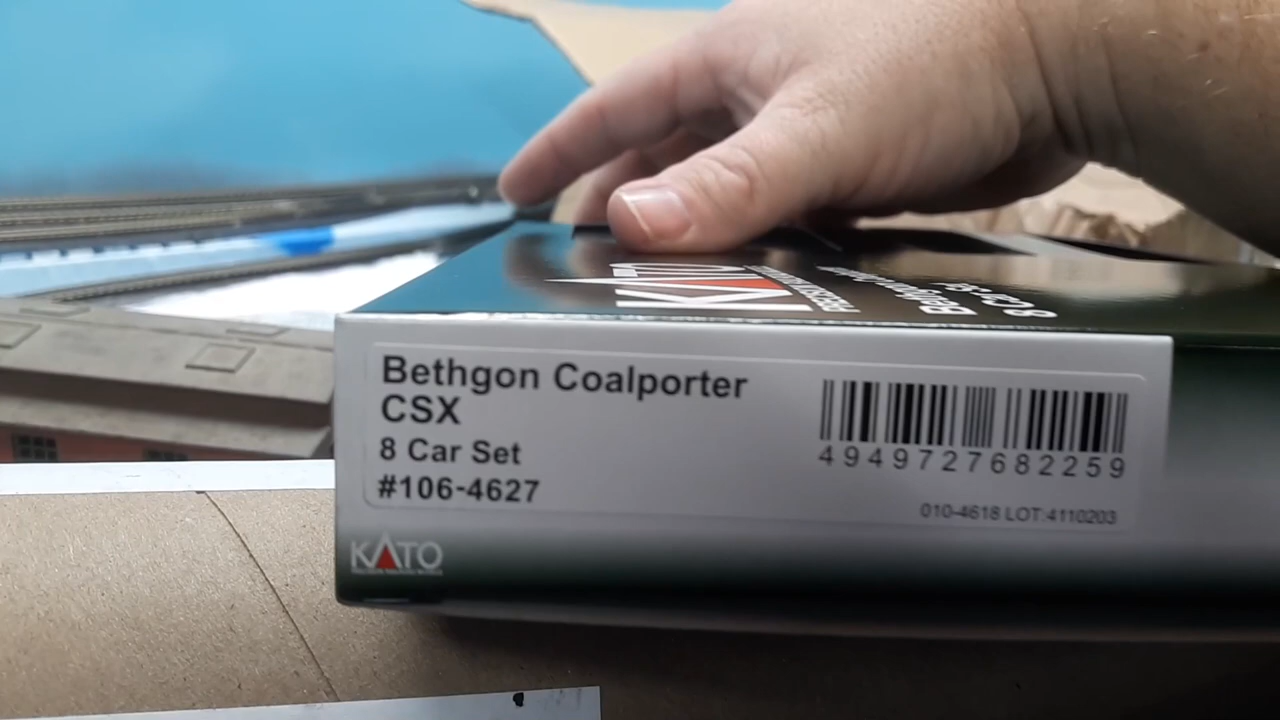 KATO
Bethgon Coalporter
CSX
8 Car Set
#106-4627
4949727682259
010-4618 LOT:4110203
KATO